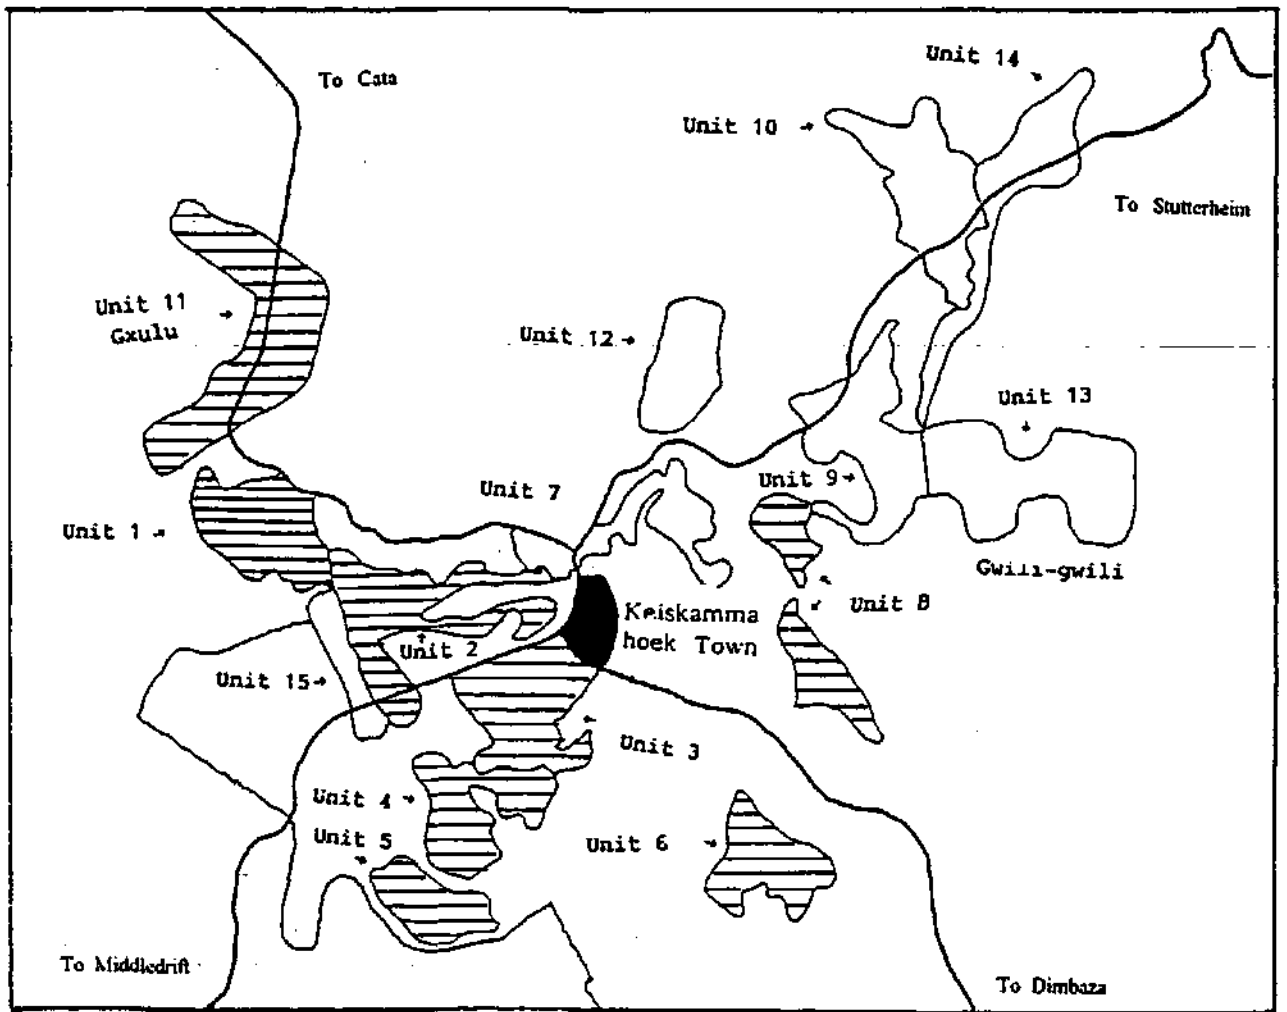 Unit 14
To Cata
Unit 10
To Stutterheim
Unit 11
Gxulu
Unit 12
Unit 13
Unit 9
Unit 7
Unit 1
Gwili-gwili
Unit 8
Keiskamma
hoek Town
Unit 2
Unit 15
Unit 3
Unit 4
Unit 5
Unit 6
To Middledrift
To Dimbaza